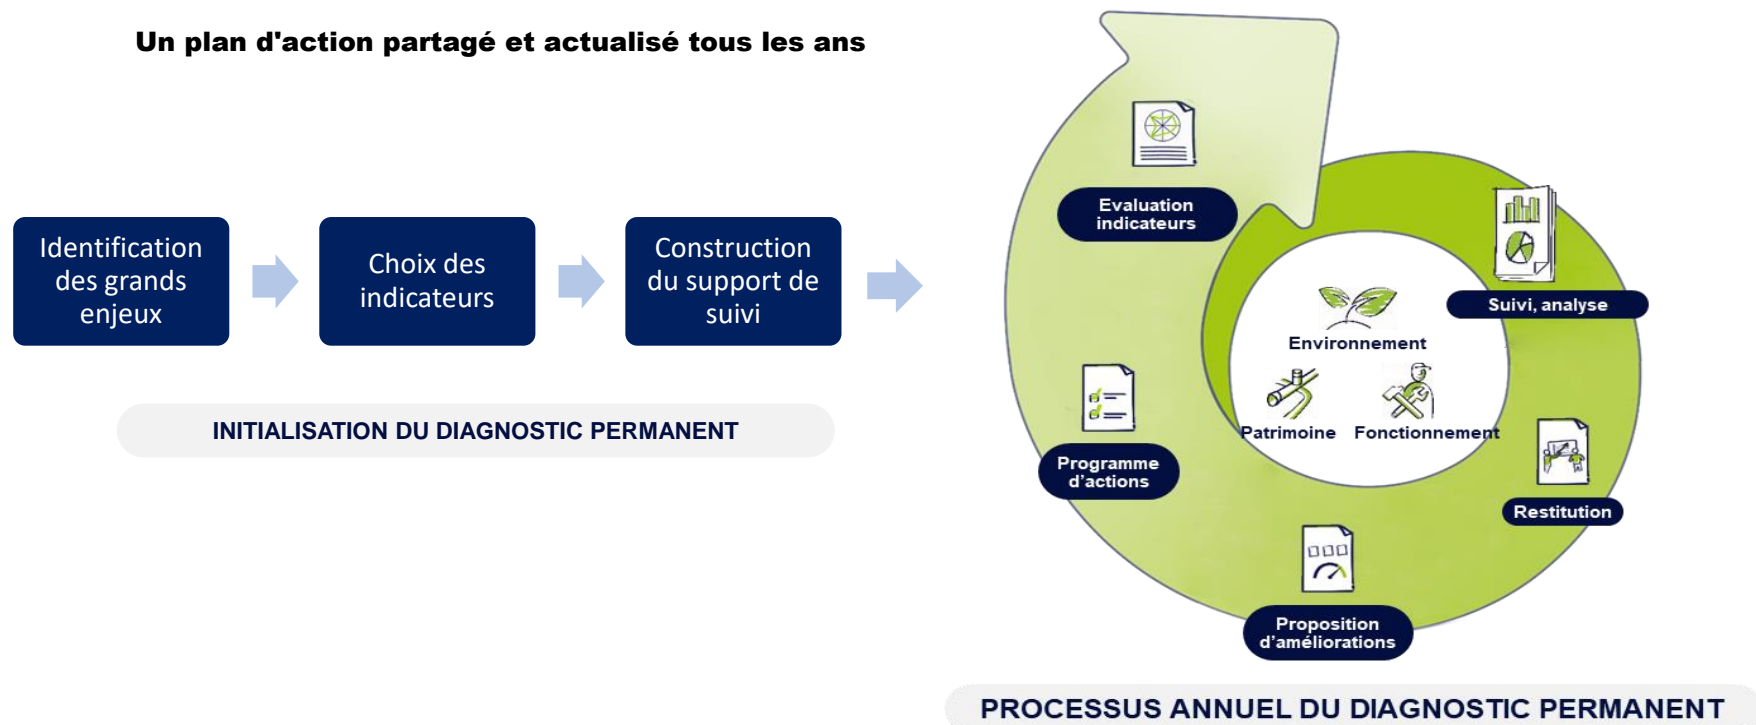 Un plan d'action partagé et actualisé tous les ans
Identification
des grands
enjeux
Choix des
indicateurs
Construction
du support de
suivi
INITIALISATION DU DIAGNOSTIC PERMANENT
Evaluation
indicateurs
Suivi, analyse
Environnement
Patrimoine
Fonctionnement
Programme
d'actions
Restitution
Proposition
d'améliorations
PROCESSUS ANNUEL DU DIAGNOSTIC PERMANENT